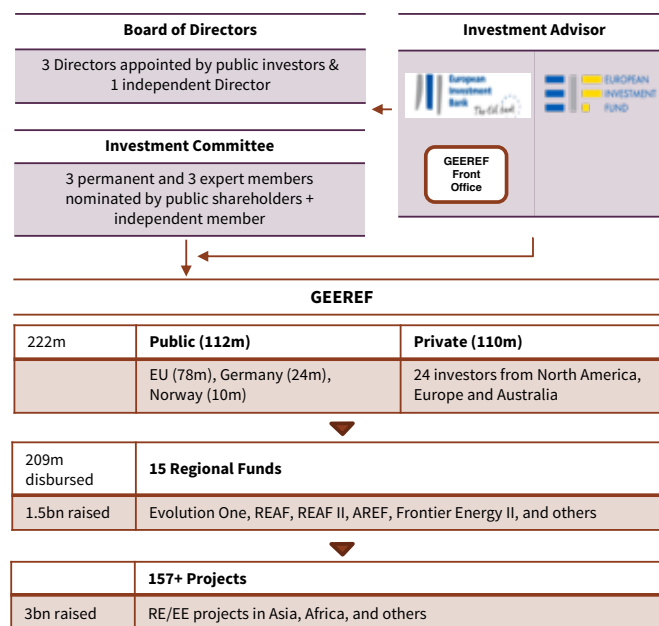 Board of Directors
3 Directors appointed by public investors &
1 independent Director
Investment Committee
3 permanent and 3 expert members
nominated by public shareholders +
independent member
Investment Advisor
European
Investment
Bank
The EU bank
EUROPEAN
INVESTMENT
FUND
GEEREF
Front
Office
GEEREF
222m
Public (112m)
Private (110m)
EU (78m), Germany (24m),
Norway (10m)
24 investors from North America,
Europe and Australia
209m
disbursed
15 Regional Funds
1.5bn raised
Evolution One, REAF, REAF II, AREF, Frontier Energy II, and others
157+ Projects
3bn raised
RE/EE projects in Asia, Africa, and others